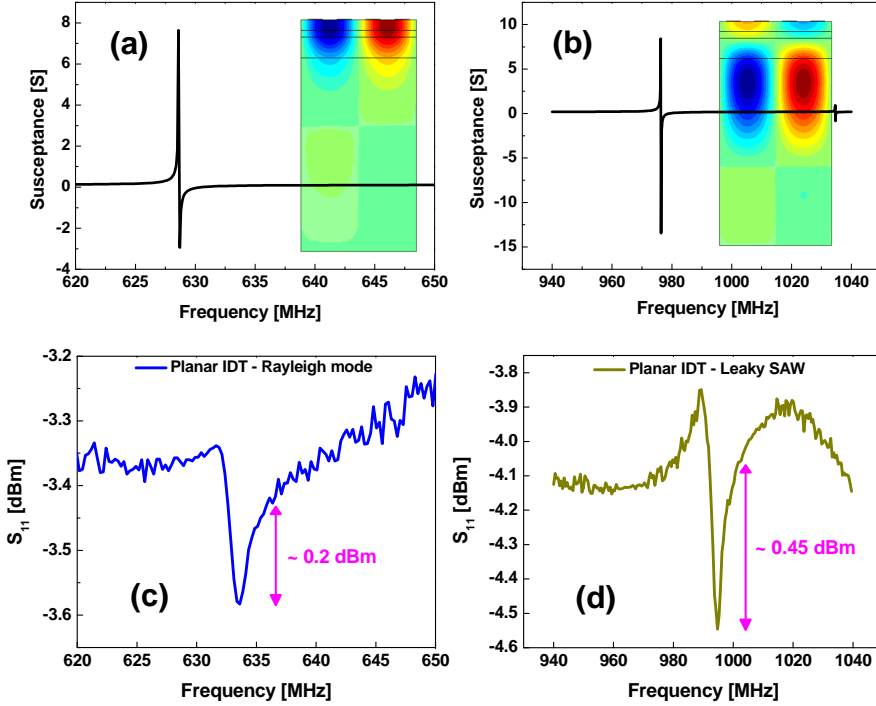 (a)
8
6
4
2
0
-2
-4
620 625 630 635 640 645 650
Susceptance [S]
Frequency [MHz]
(b)
10
5
0
-5
-10
-15
940 960 980 1000 1020 1040
Susceptance [S]
Frequency [MHz]
Planar IDT - Rayleigh mode
-3.2
-3.3
-3.4
-3.5
-3.6
~ 0.2 dBm
(c)
620 625 630 635 640 645 650
S11 [dBm]
Frequency [MHz]
Planar IDT - Leaky SAW
-3.8
-3.9
-4.0
-4.1
-4.2
-4.3
-4.4
-4.5
-4.6
~ 0.45 dBm
(d)
940 960 980 1000 1020 1040
S11 [dBm]
Frequency [MHz]